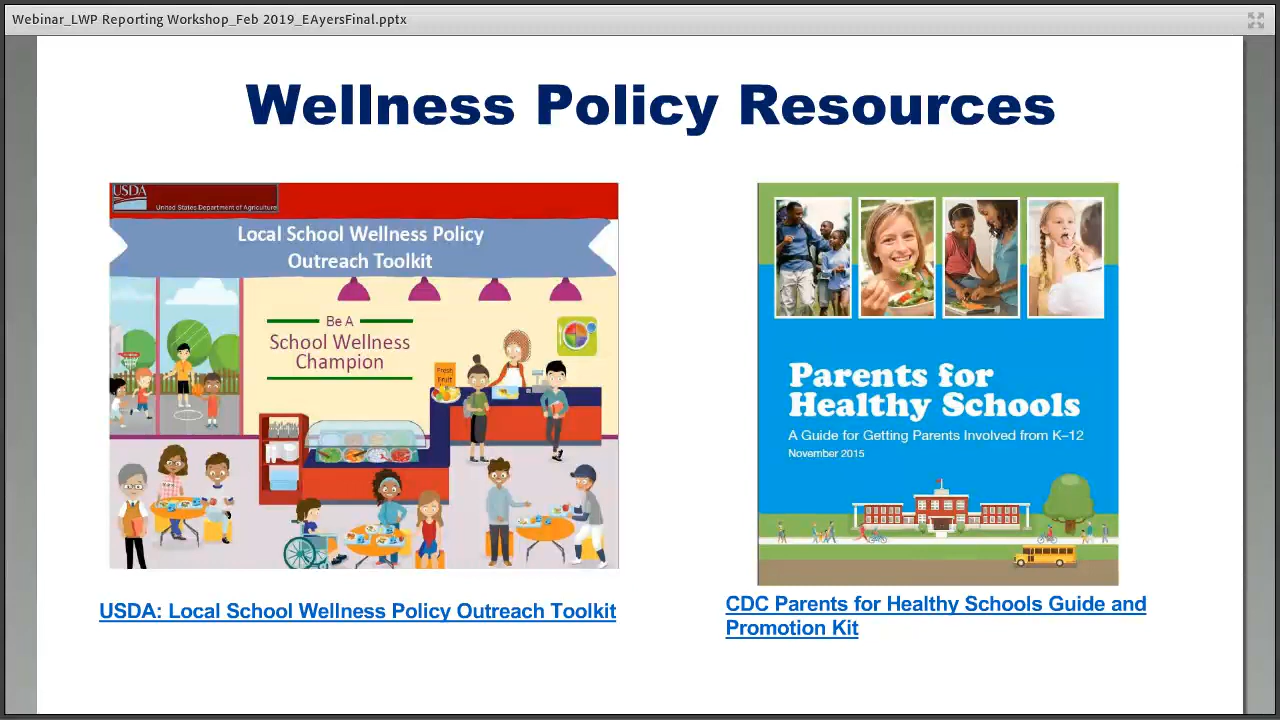 Webinar_LWP Reporting Workshop_Feb 2019_EAyersFinal.pptx
Wellness Policy Resources
USDA
United States Department of Agriculture
Local School Wellness Policy
Outreach Toolkit
Be A
School Wellness
Champion
Fresh
Fruit
USDA: Local School Wellness Policy Outreach Toolkit
Parents for
Healthy Schools
A Guide for Getting Parents Involved from K–12
November 2015
CDC Parents for Healthy Schools Guide and
Promotion Kit